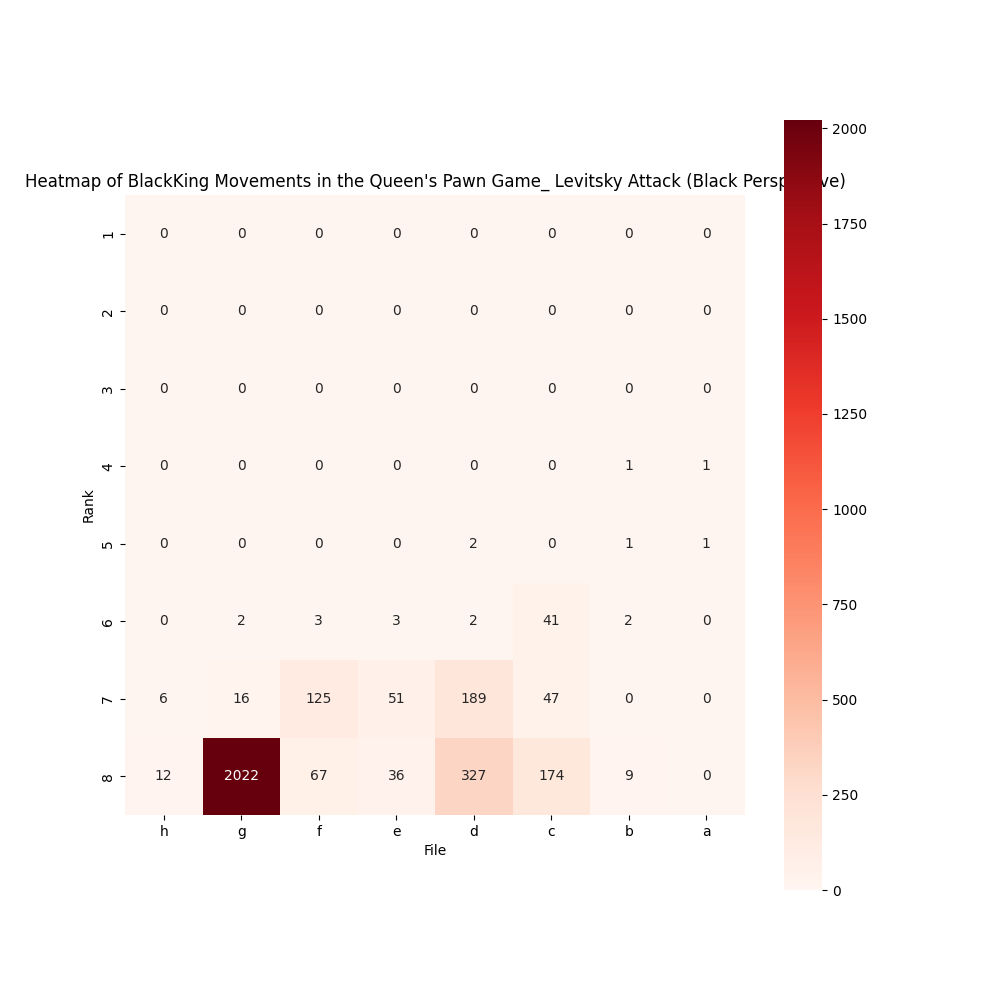 Heatmap of BlackKing Movements in the Queen's Pawn Game_ Levitsky Attack (Black Persp ve)
2000
1750
1500
1250
1000
750
500
250
0
Rank
1 0 0 0 0 0 0 0 0
2 0 0 0 0 0 0 0 0
3 0 0 0 0 0 0 0 0
4 0 0 0 0 0 0 1 1
5 0 0 0 0 2 0 1 1
6 0 2 3 3 2 41 2 0
7 6 16 125 51 189 47 0 0
8 12 2022 67 36 327 174 9 0
h g f e d c b a
File